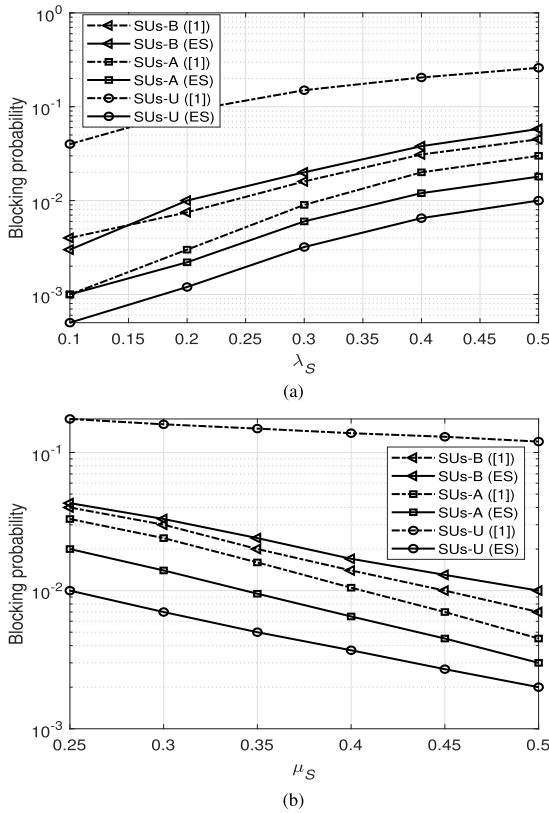 10^0
10^-1
10^-2
10^-3
Blocking probability
SUs-B ([1])
SUs-B (ES)
SUs-A ([1])
SUs-A (ES)
SUs-U ([1])
SUs-U (ES)
0.1 0.15 0.2 0.25 0.3 0.35 0.4 0.45 0.5
λ_S
(a)
10^-1
10^-2
10^-3
Blocking probability
SUs-B ([1])
SUs-B (ES)
SUs-A ([1])
SUs-A (ES)
SUs-U ([1])
SUs-U (ES)
0.25 0.3 0.35 0.4 0.45 0.5
μ_S
(b)